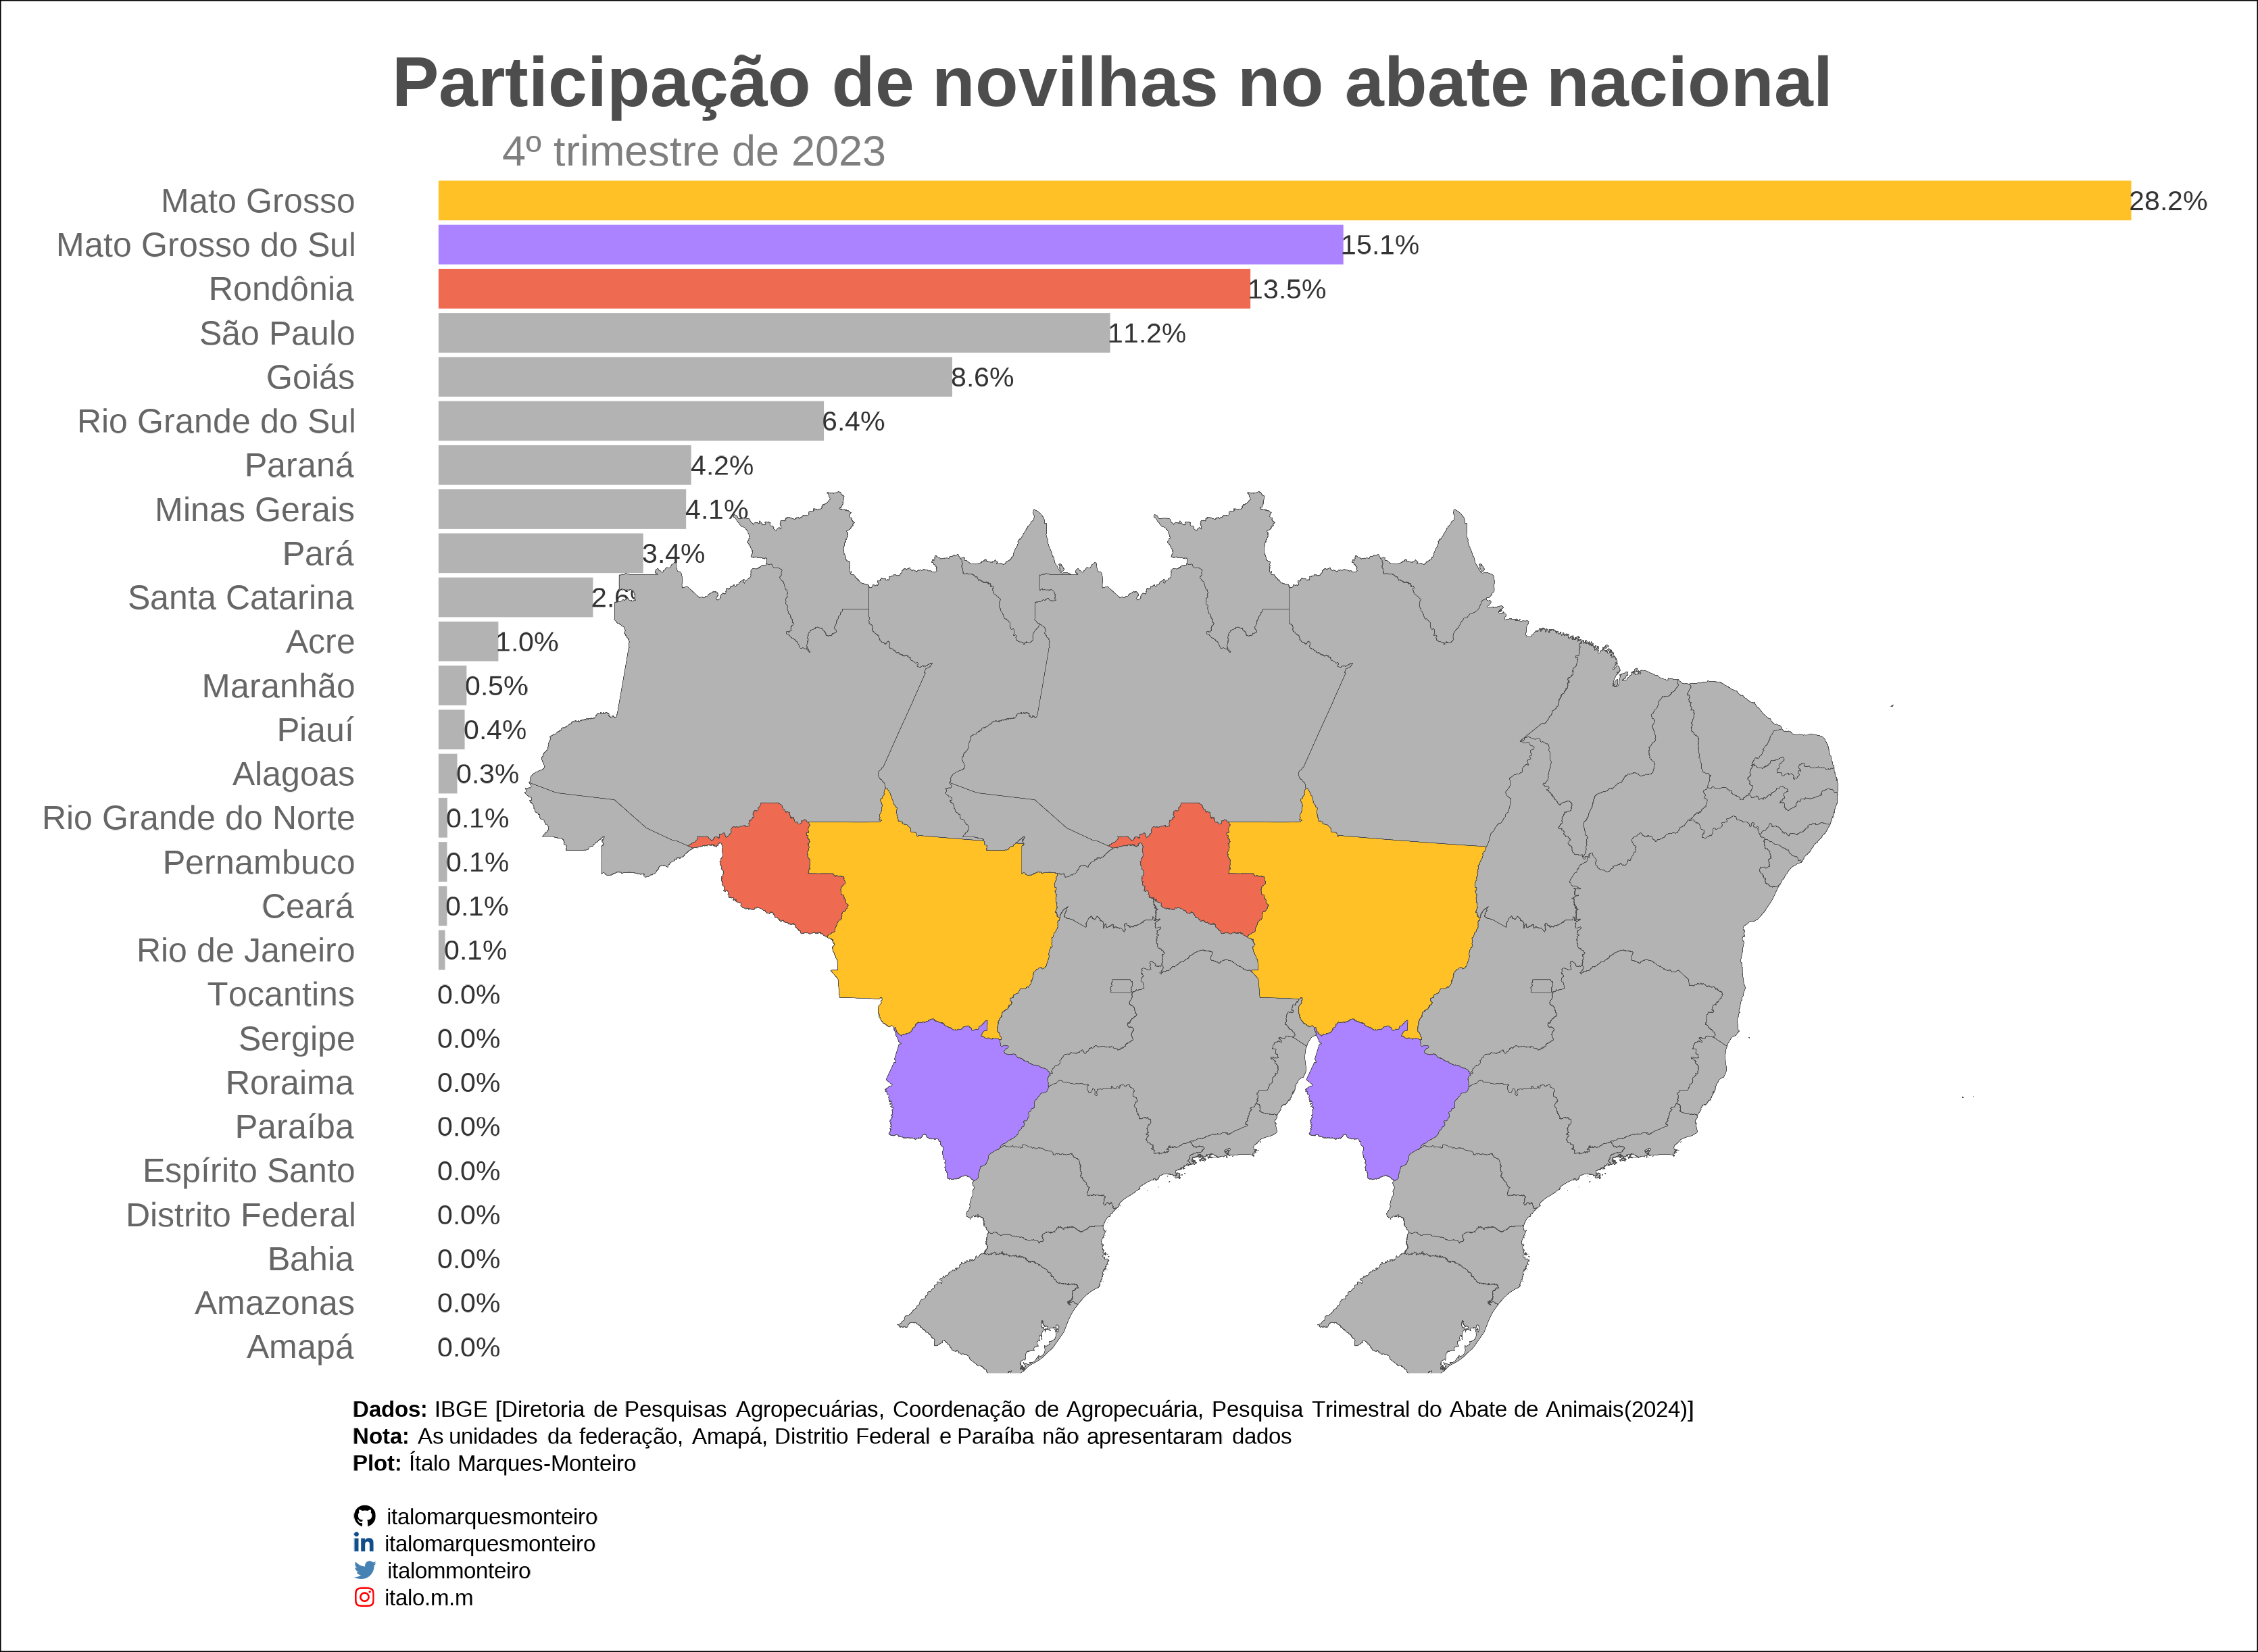 Participação de novilhas no abate nacional
4º trimestre de 2023
Mato Grosso 28.2%
Mato Grosso do Sul 15.1%
Rondônia 13.5%
São Paulo 11.2%
Goiás 8.6%
Rio Grande do Sul 6.4%
Paraná 4.2%
Minas Gerais 4.1%
Pará 3.4%
Santa Catarina 2.6%
Acre 1.0%
Maranhão 0.5%
Piauí 0.4%
Alagoas 0.3%
Rio Grande do Norte 0.1%
Pernambuco 0.1%
Ceará 0.1%
Rio de Janeiro 0.1%
Tocantins 0.0%
Sergipe 0.0%
Roraima 0.0%
Paraíba 0.0%
Espírito Santo 0.0%
Distrito Federal 0.0%
Bahia 0.0%
Amazonas 0.0%
Amapá 0.0%
Dados: IBGE [Diretoria de Pesquisas Agropecuárias, Coordenação de Agropecuária, Pesquisa Trimestral do Abate de Animais(2024)]
Nota: As unidades da federação, Amapá, Distritio Federal e Paraíba não apresentaram dados
Plot: Ítalo Marques-Monteiro
italomarquesmonteiro
italomarquesmonteiro
italommonteiro
italo.m.m